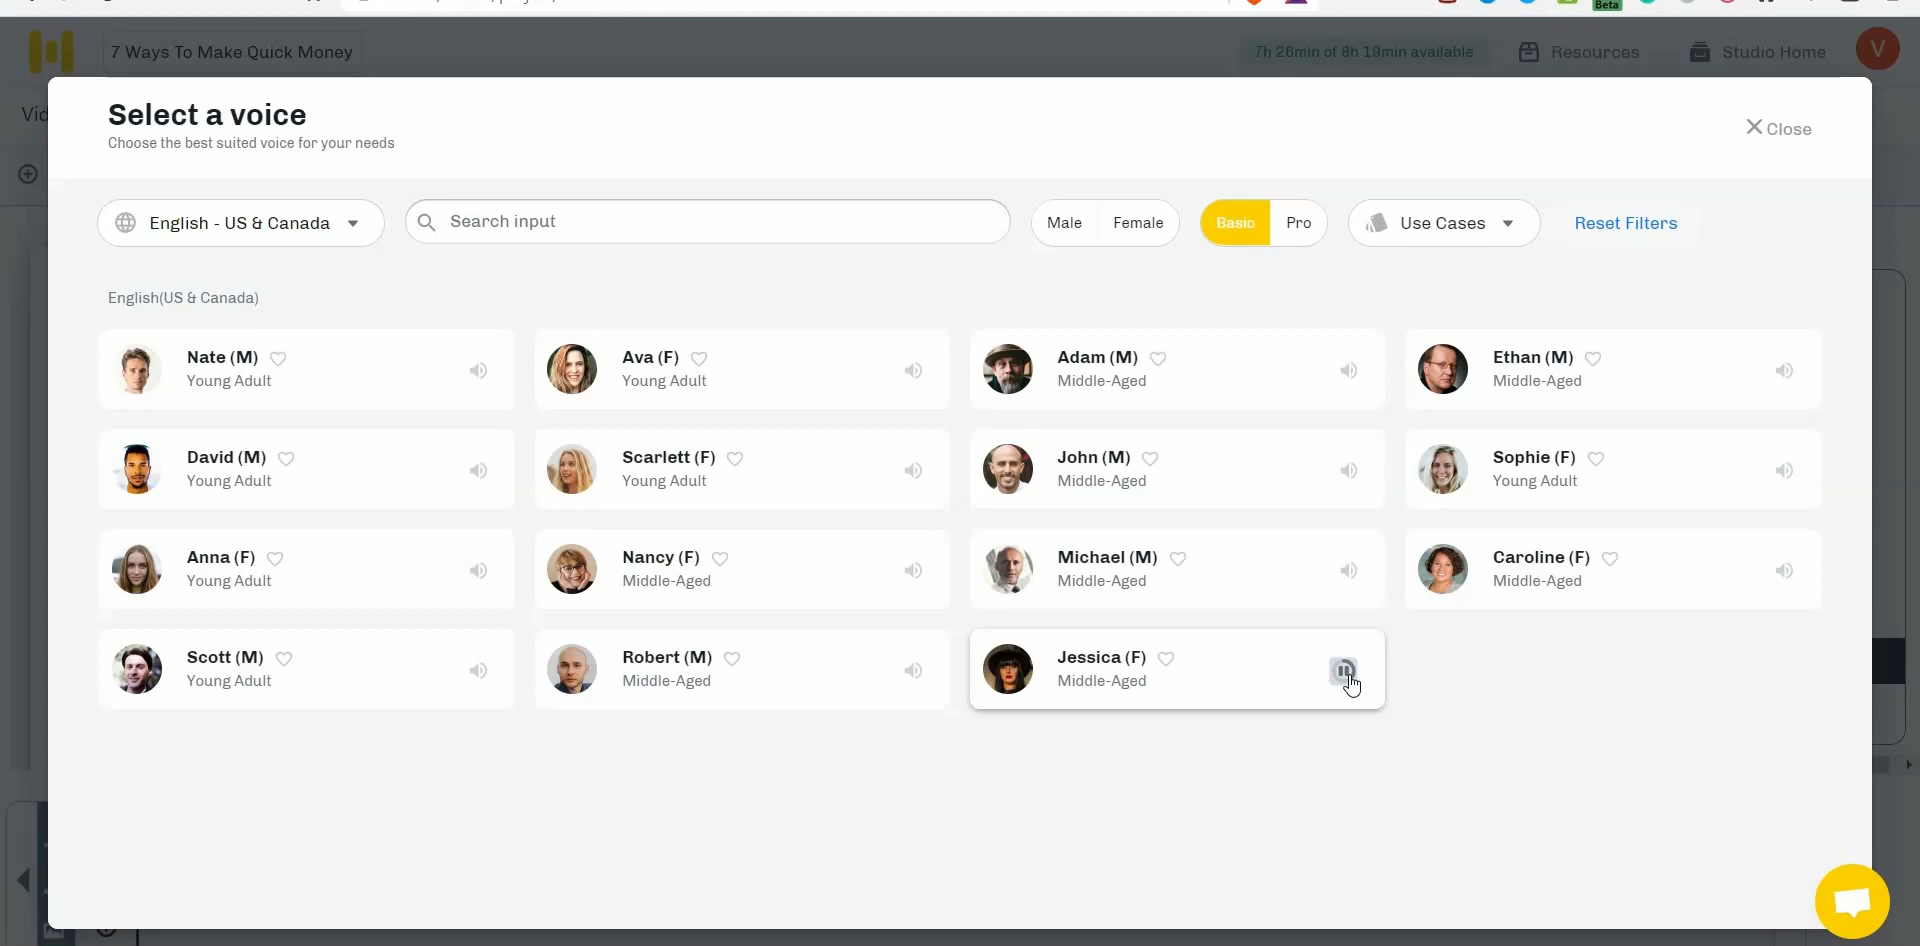 Beta
7 Ways To Make Quick Money
7h 26min of 8h 19min available
Resources
Studio Home
V
Vid
Select a voice
Choose the best suited voice for your needs
Close
English - US & Canada
Search input
Male
Female
Basic
Pro
Use Cases
Reset Filters
English(US & Canada)
Nate (M)
Young Adult
Ava (F)
Young Adult
Adam (M)
Middle-Aged
Ethan (M)
Middle-Aged
David (M)
Young Adult
Scarlett (F)
Young Adult
John (M)
Middle-Aged
Sophie (F)
Young Adult
Anna (F)
Young Adult
Nancy (F)
Middle-Aged
Michael (M)
Middle-Aged
Caroline (F)
Middle-Aged
Scott (M)
Young Adult
Robert (M)
Middle-Aged
Jessica (F)
Middle-Aged